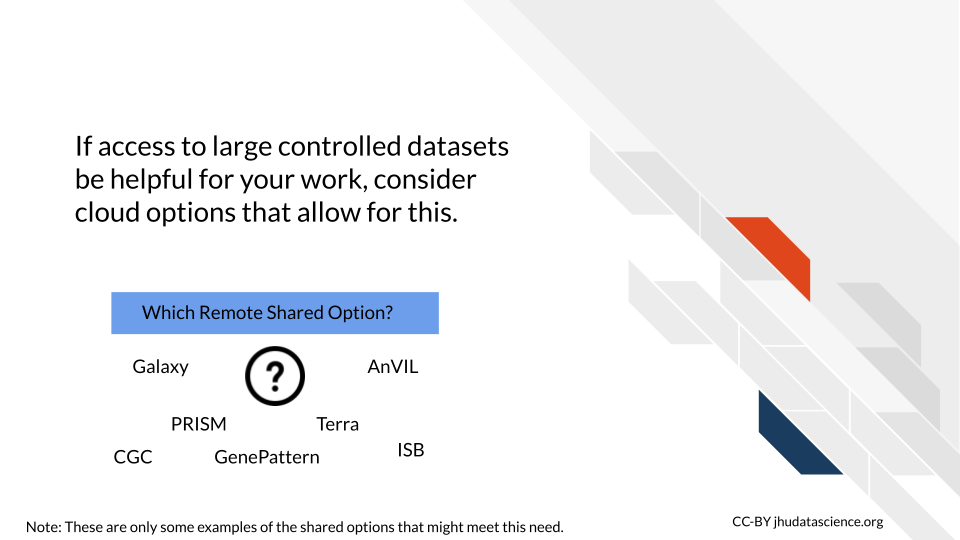 If access to large controlled datasets
be helpful for your work, consider
cloud options that allow for this.
Which Remote Shared Option?
Galaxy
?
AnVIL
PRISM
Terra
CGC
GenePattern
ISB
Note: These are only some examples of the shared options that might meet this need.
CC-BY jhudatascience.org